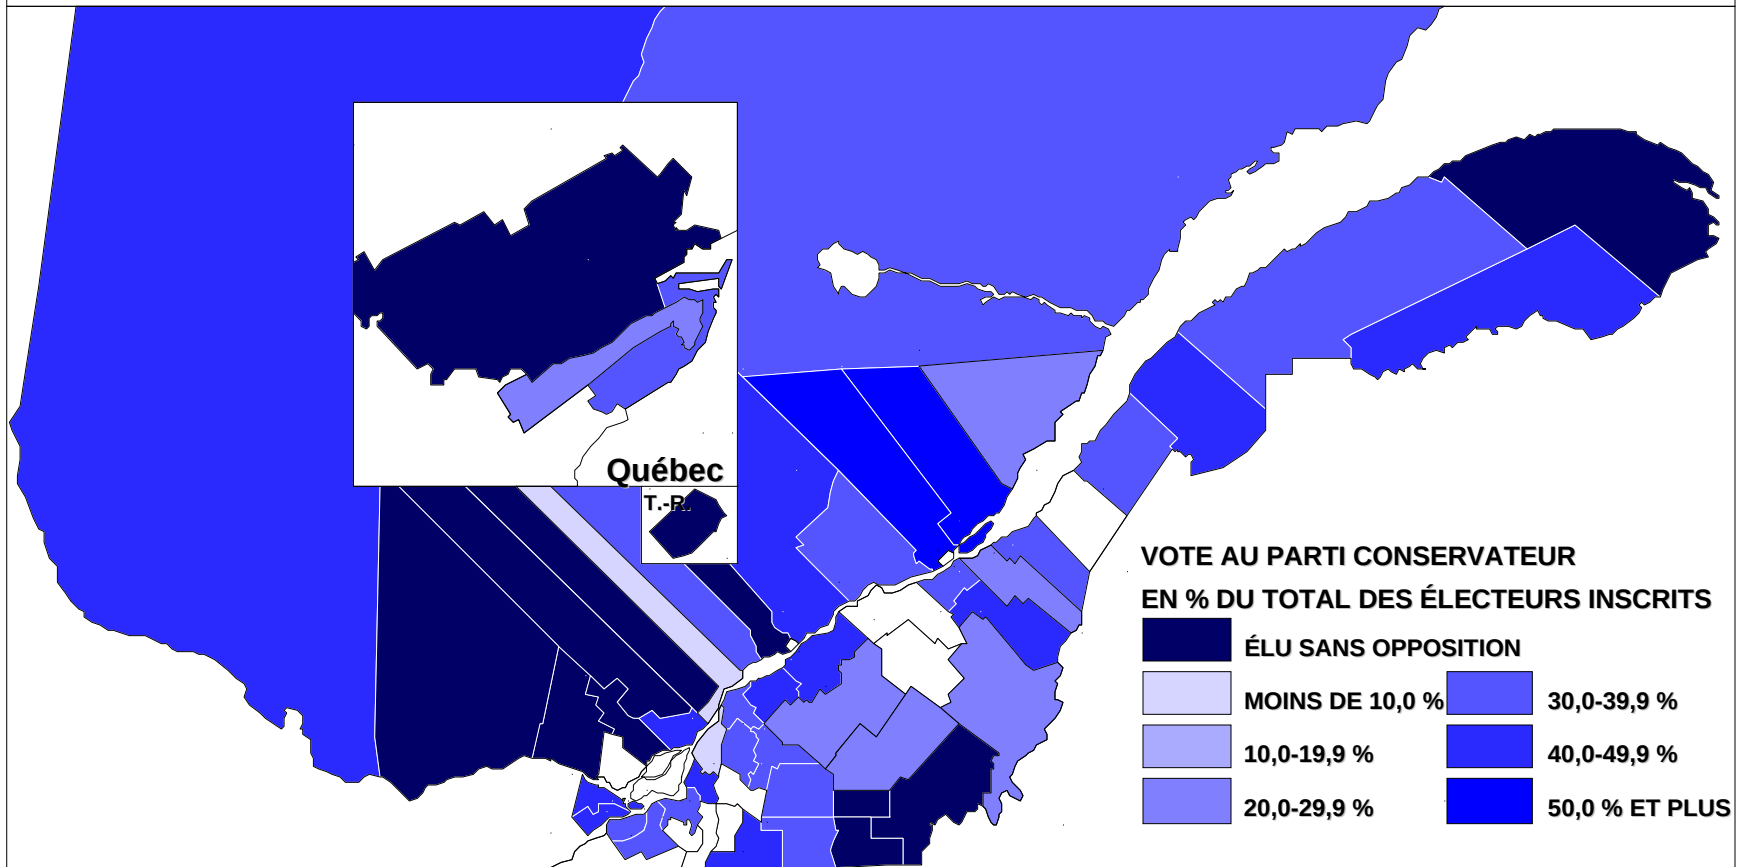 Québec
T.-R.
VOTE AU PARTI CONSERVATEUR
EN % DU TOTAL DES ÉLECTEURS INSCRITS
ÉLU SANS OPPOSITION
MOINS DE 10,0 %
30,0-39,9 %
10,0-19,9 %
40,0-49,9 %
20,0-29,9 %
50,0 % ET PLUS